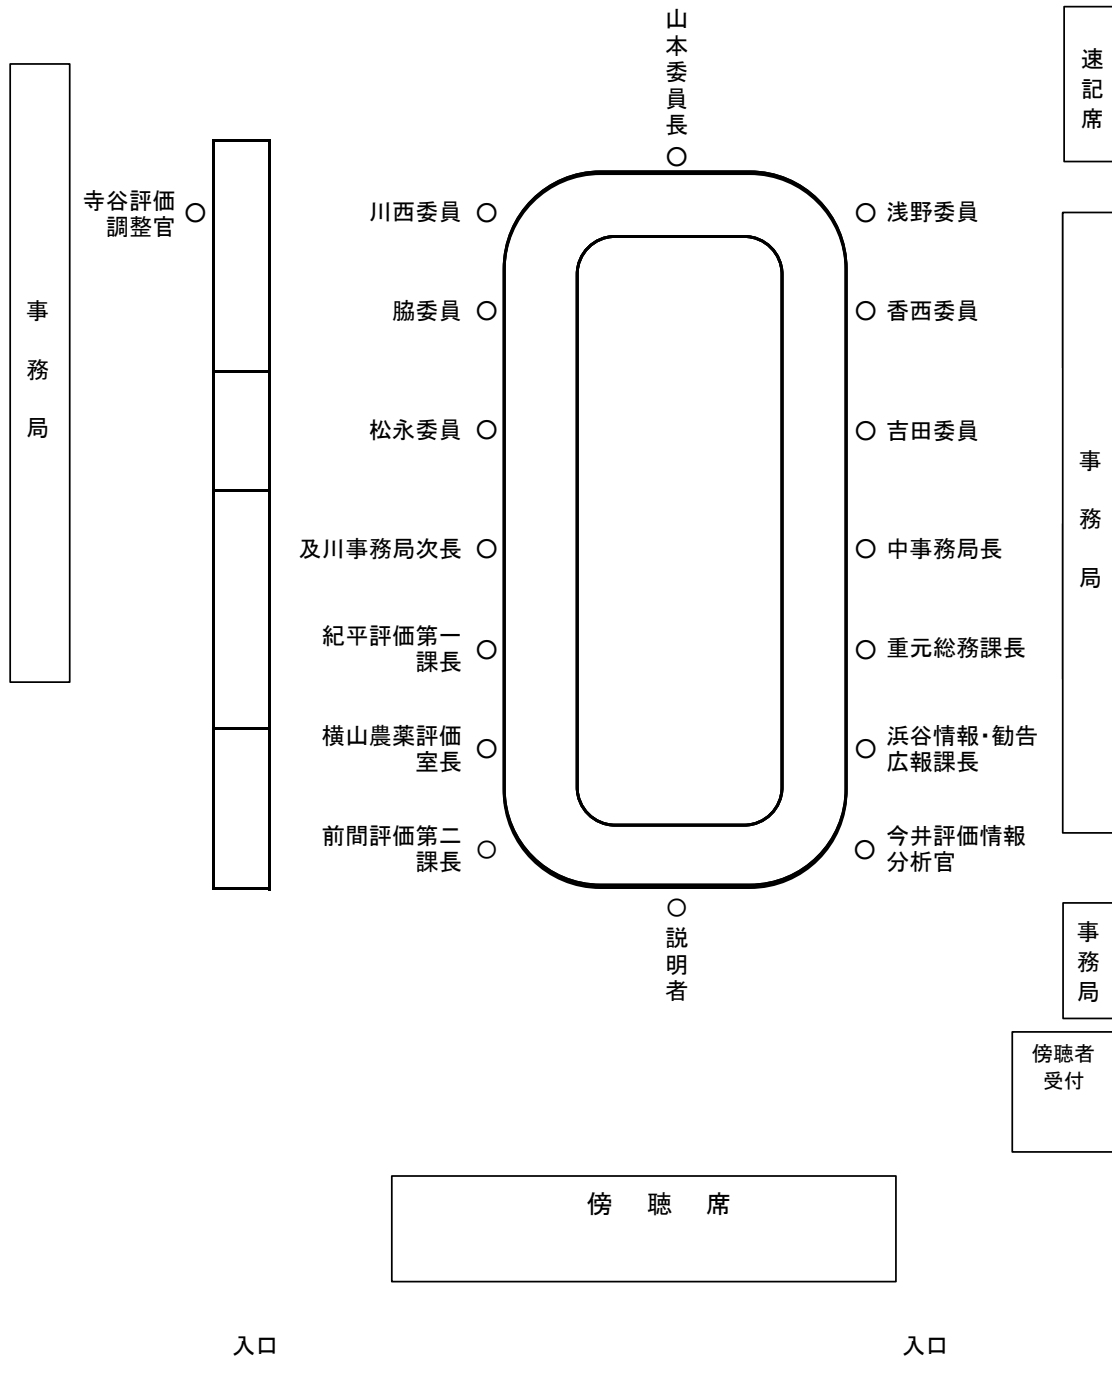 山本委員長
速記席
事務局
寺谷評価
調整官
川西委員
浅野委員
脇委員
香西委員
松永委員
吉田委員
事務局
及川事務局次長
中事務局長
紀平評価第一
課長
重元総務課長
横山農薬評価
室長
浜谷情報・勧告
広報課長
前間評価第二
課長
今井評価情報
分析官
説明者
事務局
傍聴者
受付
傍聴席
入口
入口